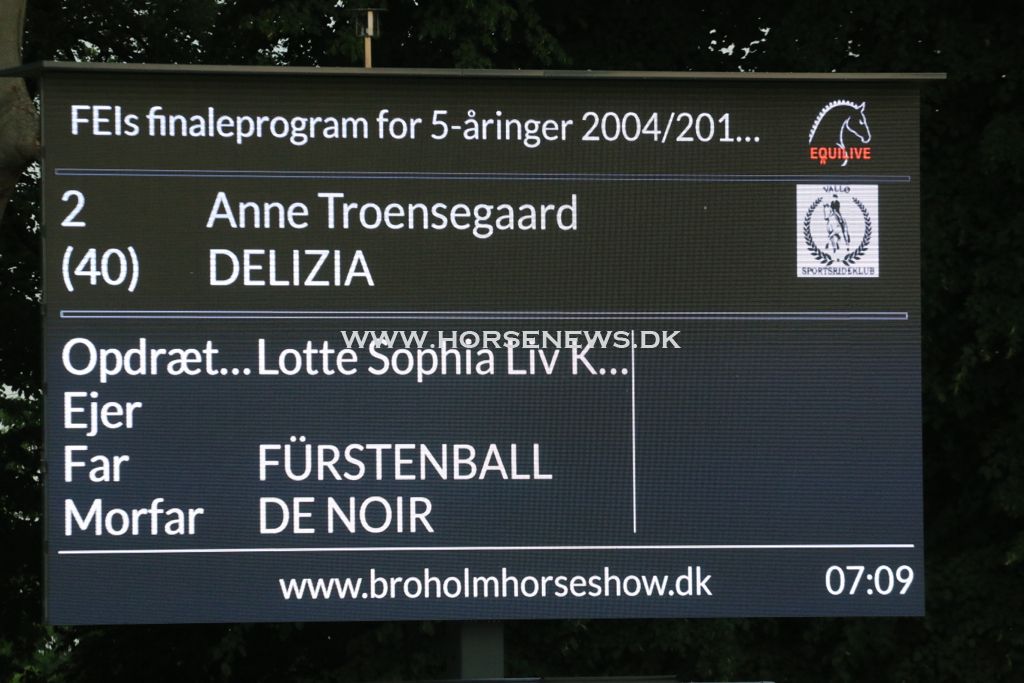 FEIs finaleprogram for 5-åringer 2004/201...
EQUILIVE
2 Anne Troensegaard
(40) DELIZIA
VALLØ
SPORTSRIDEKLUB
WWW.HORSENEWS.DK
Opdræt... Lotte Sophia Liv K...
Ejer
Far FÜRSTENBALL
Morfar DE NOIR
www.broholmhorseshow.dk 07:09